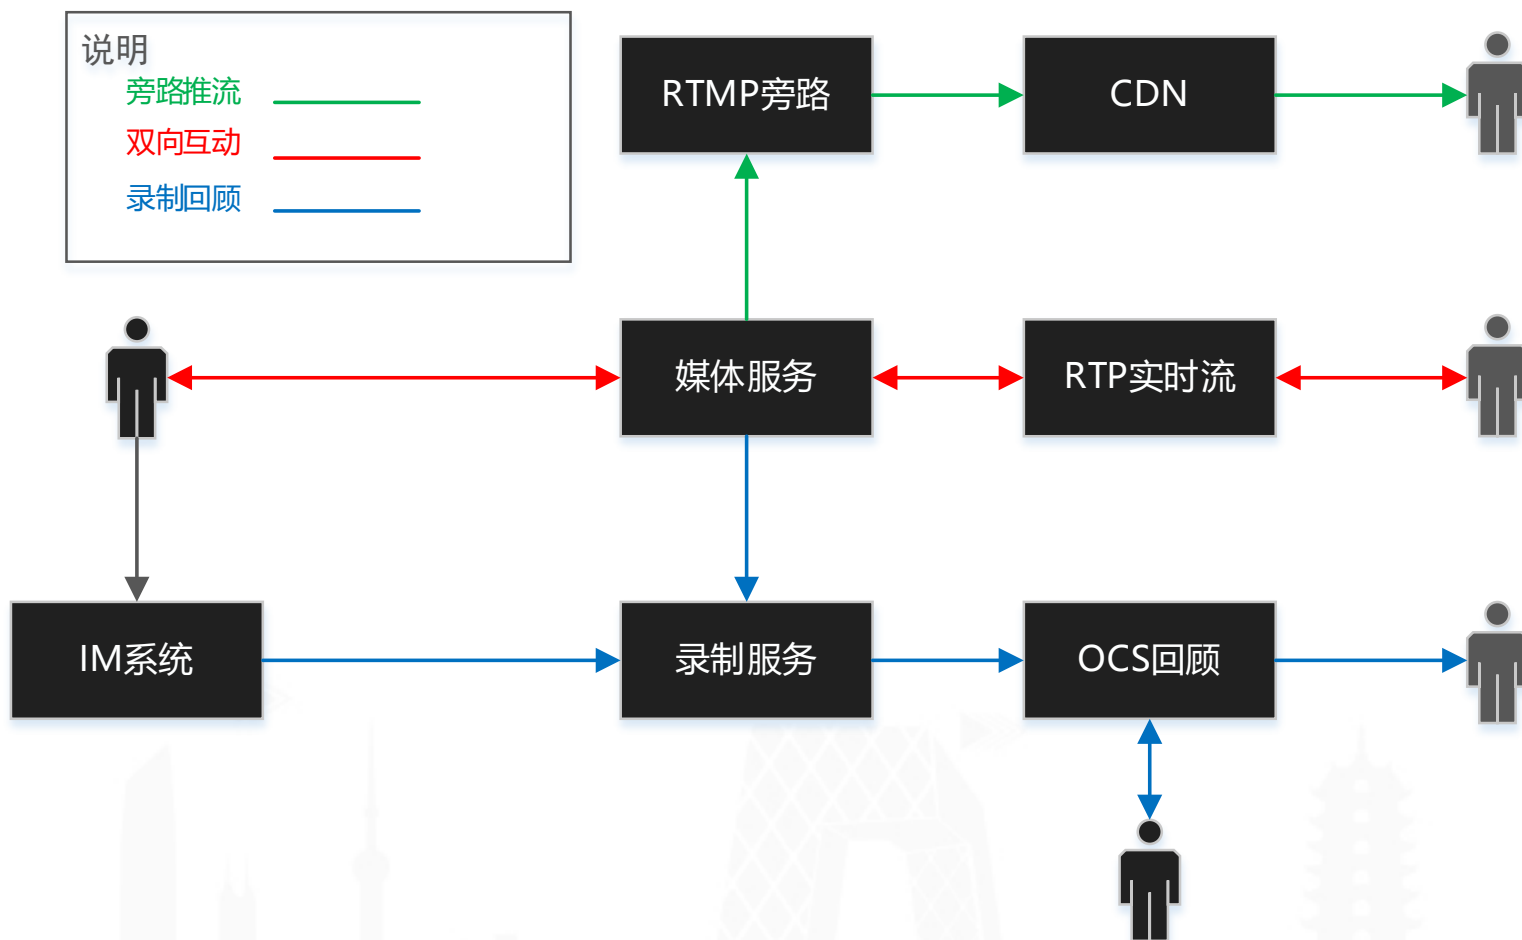 说明
旁路推流
双向互动
录制回顾
RTMP旁路
CDN
媒体服务
RTP实时流
IM系统
录制服务
OCS回顾